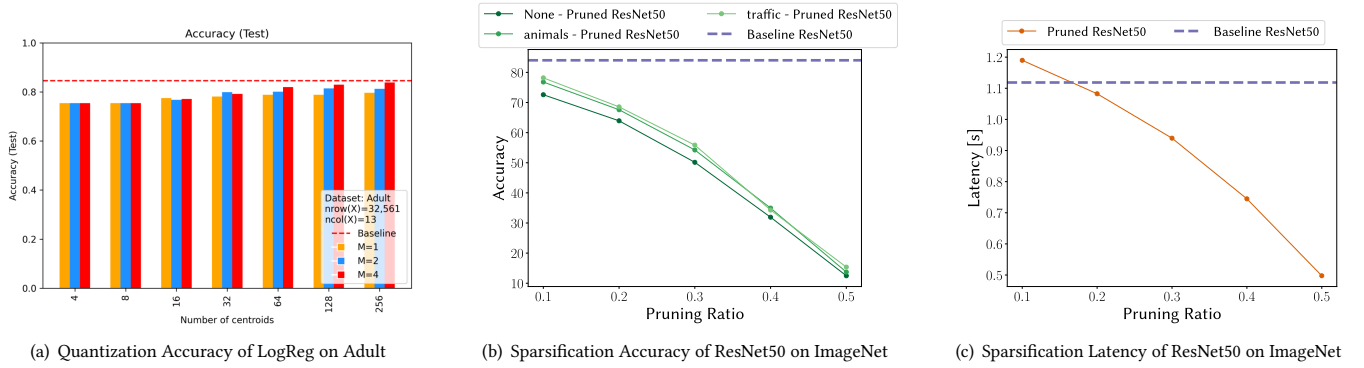 Accuracy (Test)
1.0
0.8
0.6
0.4
0.2
0.0
Accuracy (Test)
Dataset: Adult
nrow(X)=32,561
ncol(X)=13
Baseline
M=1
M=2
M=4
4 8 16 32 64 128 256
Number of centroids
(a) Quantization Accuracy of LogReg on Adult
None - Pruned ResNet50 traffic - Pruned ResNet50
animals - Pruned ResNet50 Baseline ResNet50
80
70
60
50
40
30
20
10
Accuracy
0.1 0.2 0.3 0.4 0.5
Pruning Ratio
(b) Sparsification Accuracy of ResNet50 on ImageNet
Pruned ResNet50 Baseline ResNet50
1.2
1.1
1.0
0.9
0.8
0.7
0.6
0.5
Latency [s]
0.1 0.2 0.3 0.4 0.5
Pruning Ratio
(c) Sparsification Latency of ResNet50 on ImageNet